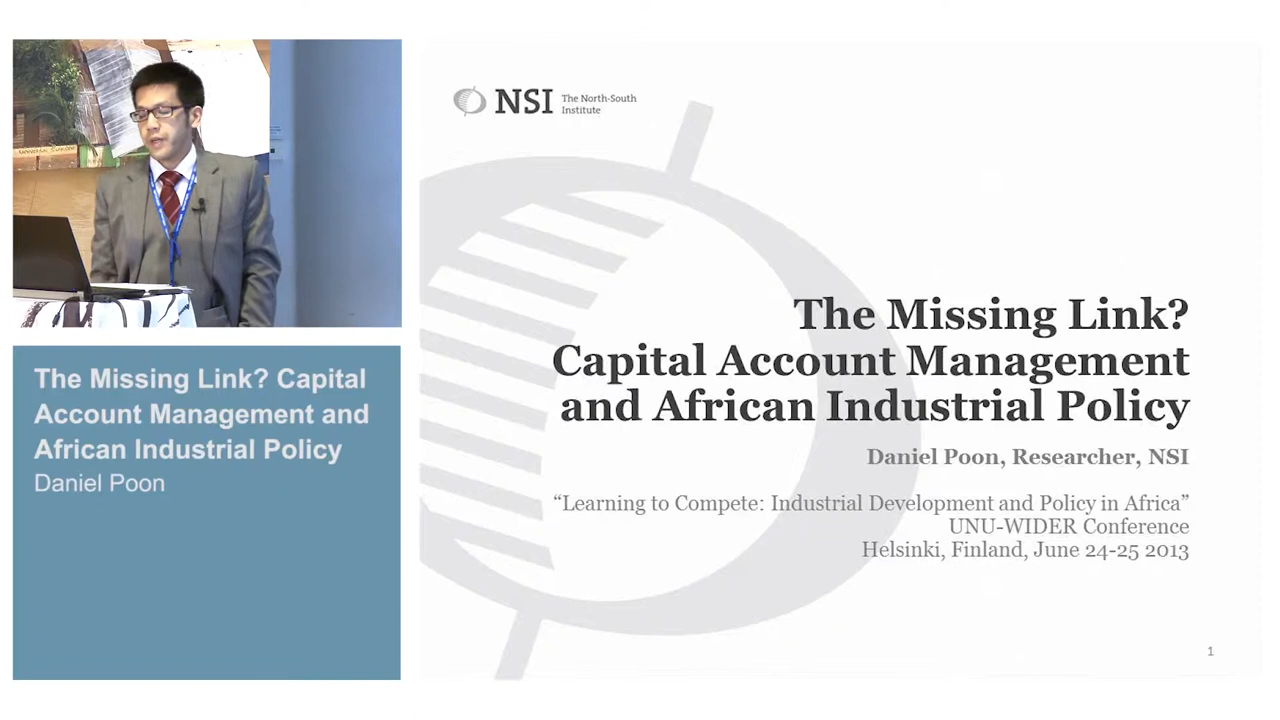 The Missing Link? Capital
Account Management and
African Industrial Policy
Daniel Poon
NSI The North-South
Institute
The Missing Link?
Capital Account Management
and African Industrial Policy
Daniel Poon, Researcher, NSI
“Learning to Compete: Industrial Development and Policy in Africa”
UNU-WIDER Conference
Helsinki, Finland, June 24-25 2013
1